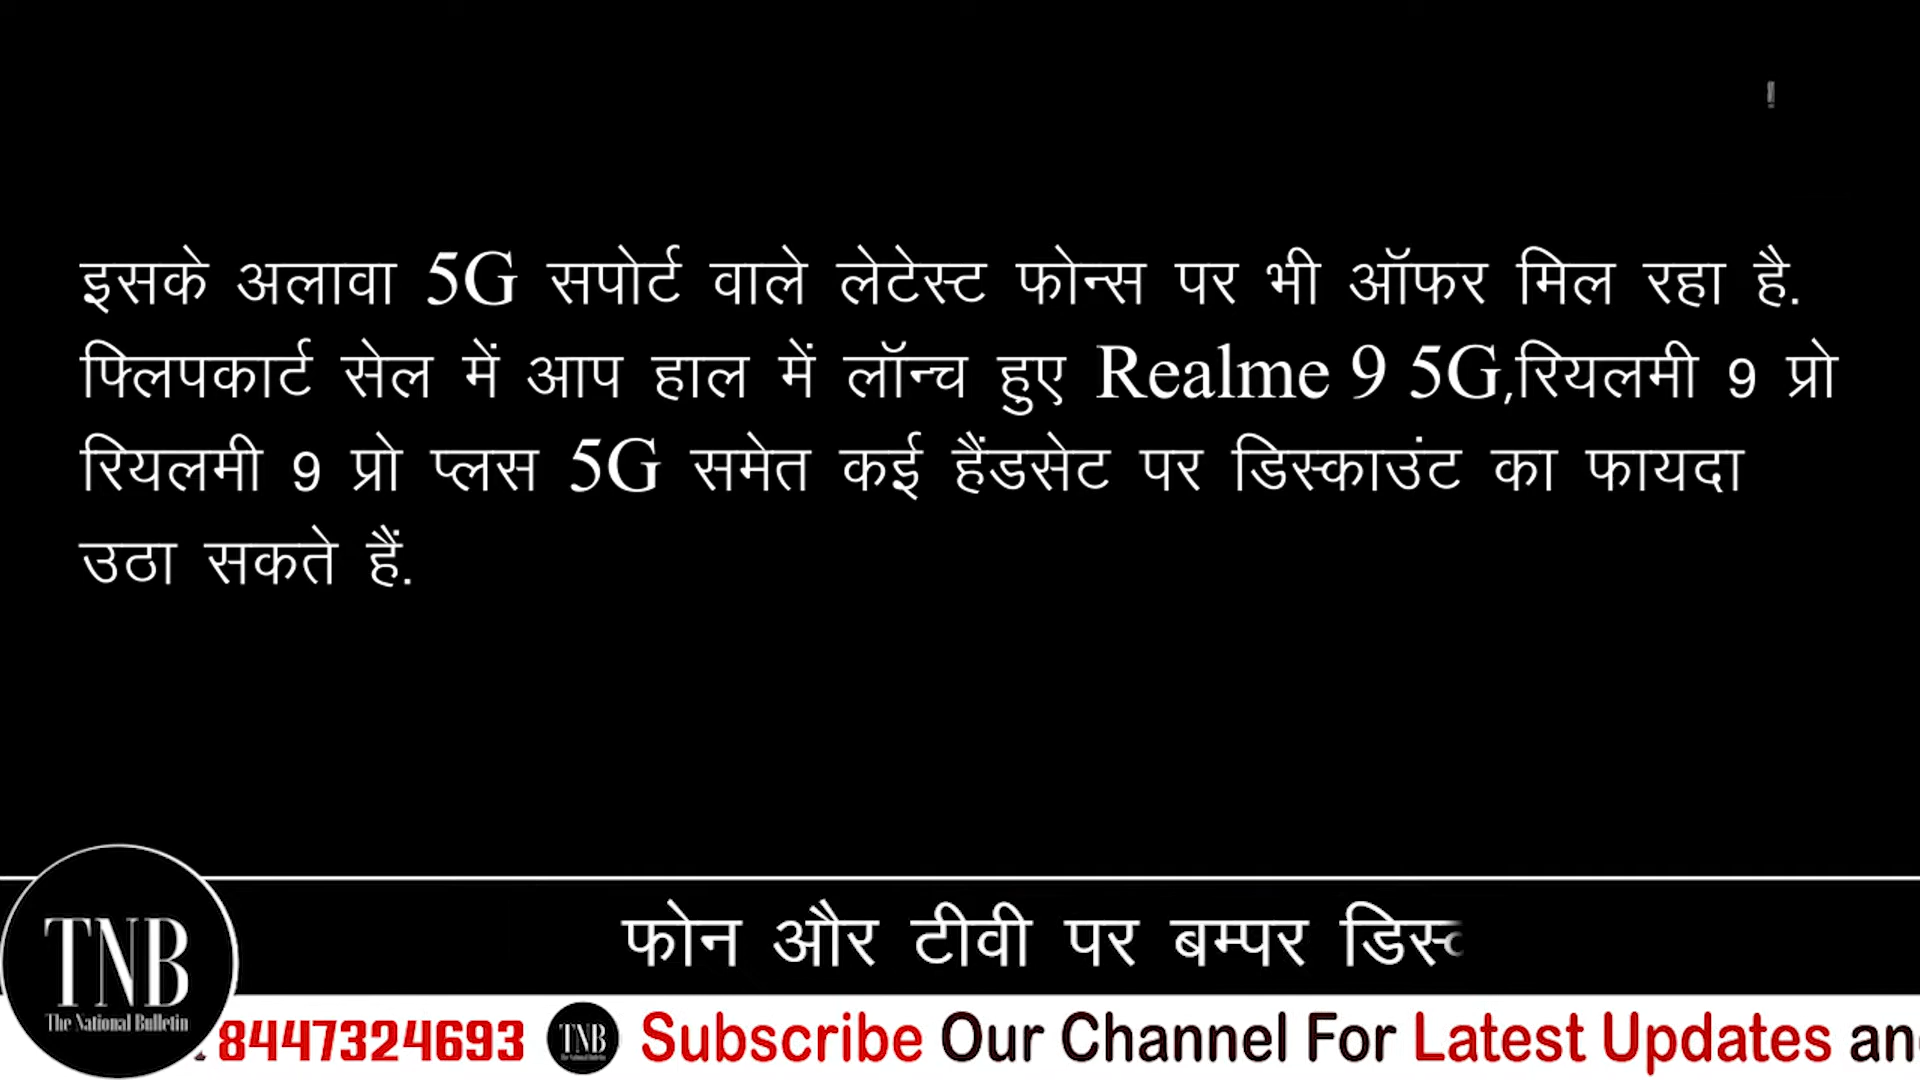 इसके अलावा 5G सपोर्ट वाले लेटेस्ट फोन्स पर भी ऑफर मिल रहा है.
फ्लिपकार्ट सेल में आप हाल में लॉन्च हुए Realme 9 5G,रियलमी 9 प्रो
रियलमी 9 प्रो प्लस 5G समेत कई हैंडसेट पर डिस्काउंट का फायदा
उठा सकते हैं.
फोन और टीवी पर बम्पर
TNB
The National Bulletin
8447324693 TNB Subscribe Our Channel For Latest Updates